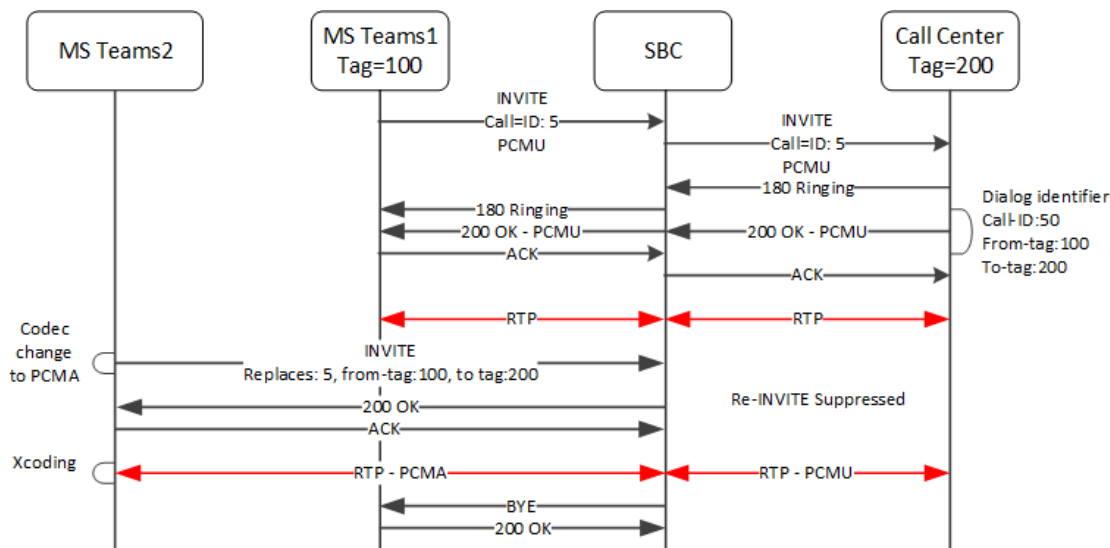 MS Teams2
MS Teams1
Tag=100
SBC
Call Center
Tag=200
INVITE
Call=ID: 5
PCMU
INVITE
Call=ID: 5
PCMU
180 Ringing
180 Ringing
200 OK - PCMU
200 OK - PCMU
ACK
ACK
Dialog identifier
Call-ID:50
From-tag:100
To-tag:200
RTP
RTP
Codec
change
to PCMA
INVITE
Replaces: 5, from-tag:100, to tag:200
200 OK
Re-INVITE Suppressed
ACK
Xcoding
RTP - PCMA
RTP - PCMU
BYE
200 OK